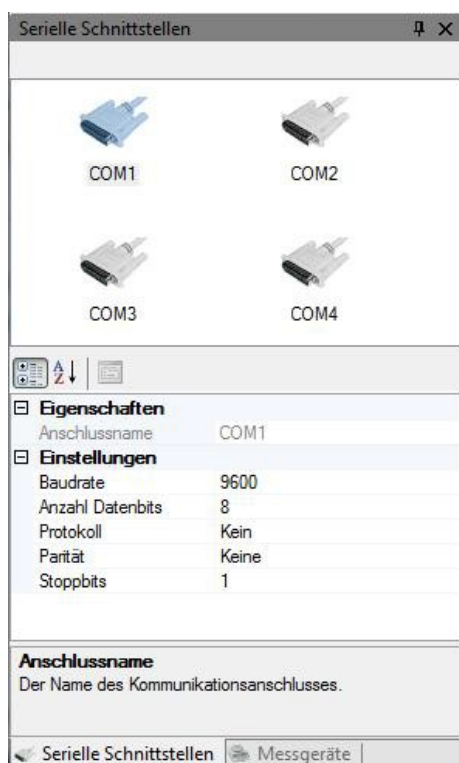 Serielle Schnittstellen
COM1 COM2
COM3 COM4
Eigenschaften
Anschlussname COM1
Einstellungen
Baudrate 9600
Anzahl Datenbits 8
Protokoll Kein
Parität Keine
Stoppbits 1
Anschlussname
Der Name des Kommunikationsanschlusses.
Serielle Schnittstellen Messgeräte